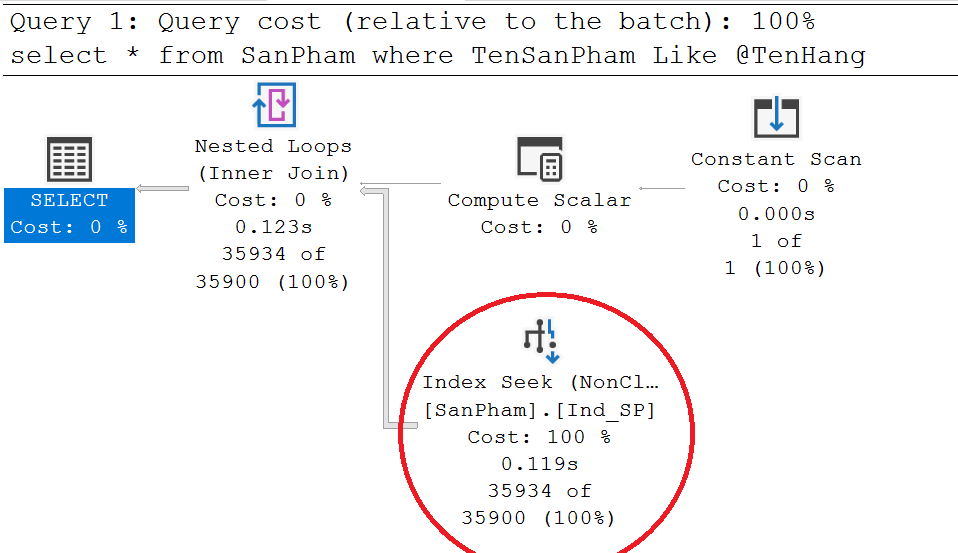 Query 1: Query cost (relative to the batch): 100%
select * from SanPham where TenSanPham Like @TenHang
SELECT
Cost: 0 %
Nested Loops
(Inner Join)
Cost: 0 %
0.123s
35934 of
35900 (100%)
Compute Scalar
Cost: 0 %
Constant Scan
Cost: 0 %
0.000s
1 of
1 (100%)
Index Seek (NonCl…
[SanPham].[Ind_SP]
Cost: 100 %
0.119s
35934 of
35900 (100%)